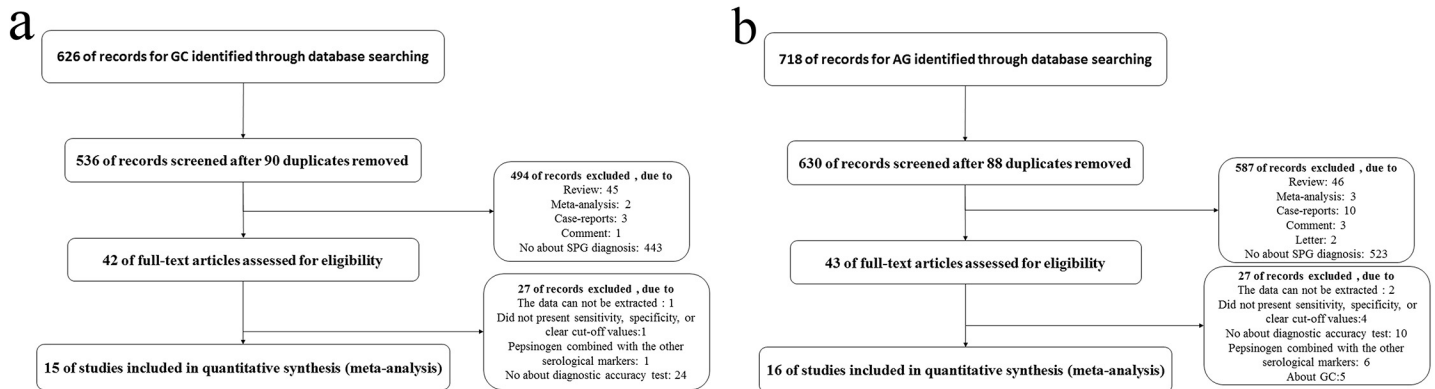 a
626 of records for GC identified through database searching
536 of records screened after 90 duplicates removed
494 of records excluded , due to
Review: 45
Meta-analysis: 2
Case-reports: 3
Comment: 1
No about SPG diagnosis: 443
42 of full-text articles assessed for eligibility
27 of records excluded , due to
The data can not be extracted : 1
Did not present sensitivity, specificity, or
clear cut-off values:1
Pepsinogen combined with the other
serological markers: 1
No about diagnostic accuracy test: 24
15 of studies included in quantitative synthesis (meta-analysis)
b
718 of records for AG identified through database searching
630 of records screened after 88 duplicates removed
587 of records excluded , due to
Review: 46
Meta-analysis: 3
Case-reports: 10
Comment: 3
Letter: 2
No about SPG diagnosis: 523
43 of full-text articles assessed for eligibility
27 of records excluded , due to
The data can not be extracted : 2
Did not present sensitivity, specificity, or
clear cut-off values:4
No about diagnostic accuracy test: 10
Pepsinogen combined with the other
serological markers: 6
About GC:5
16 of studies included in quantitative synthesis (meta-analysis)